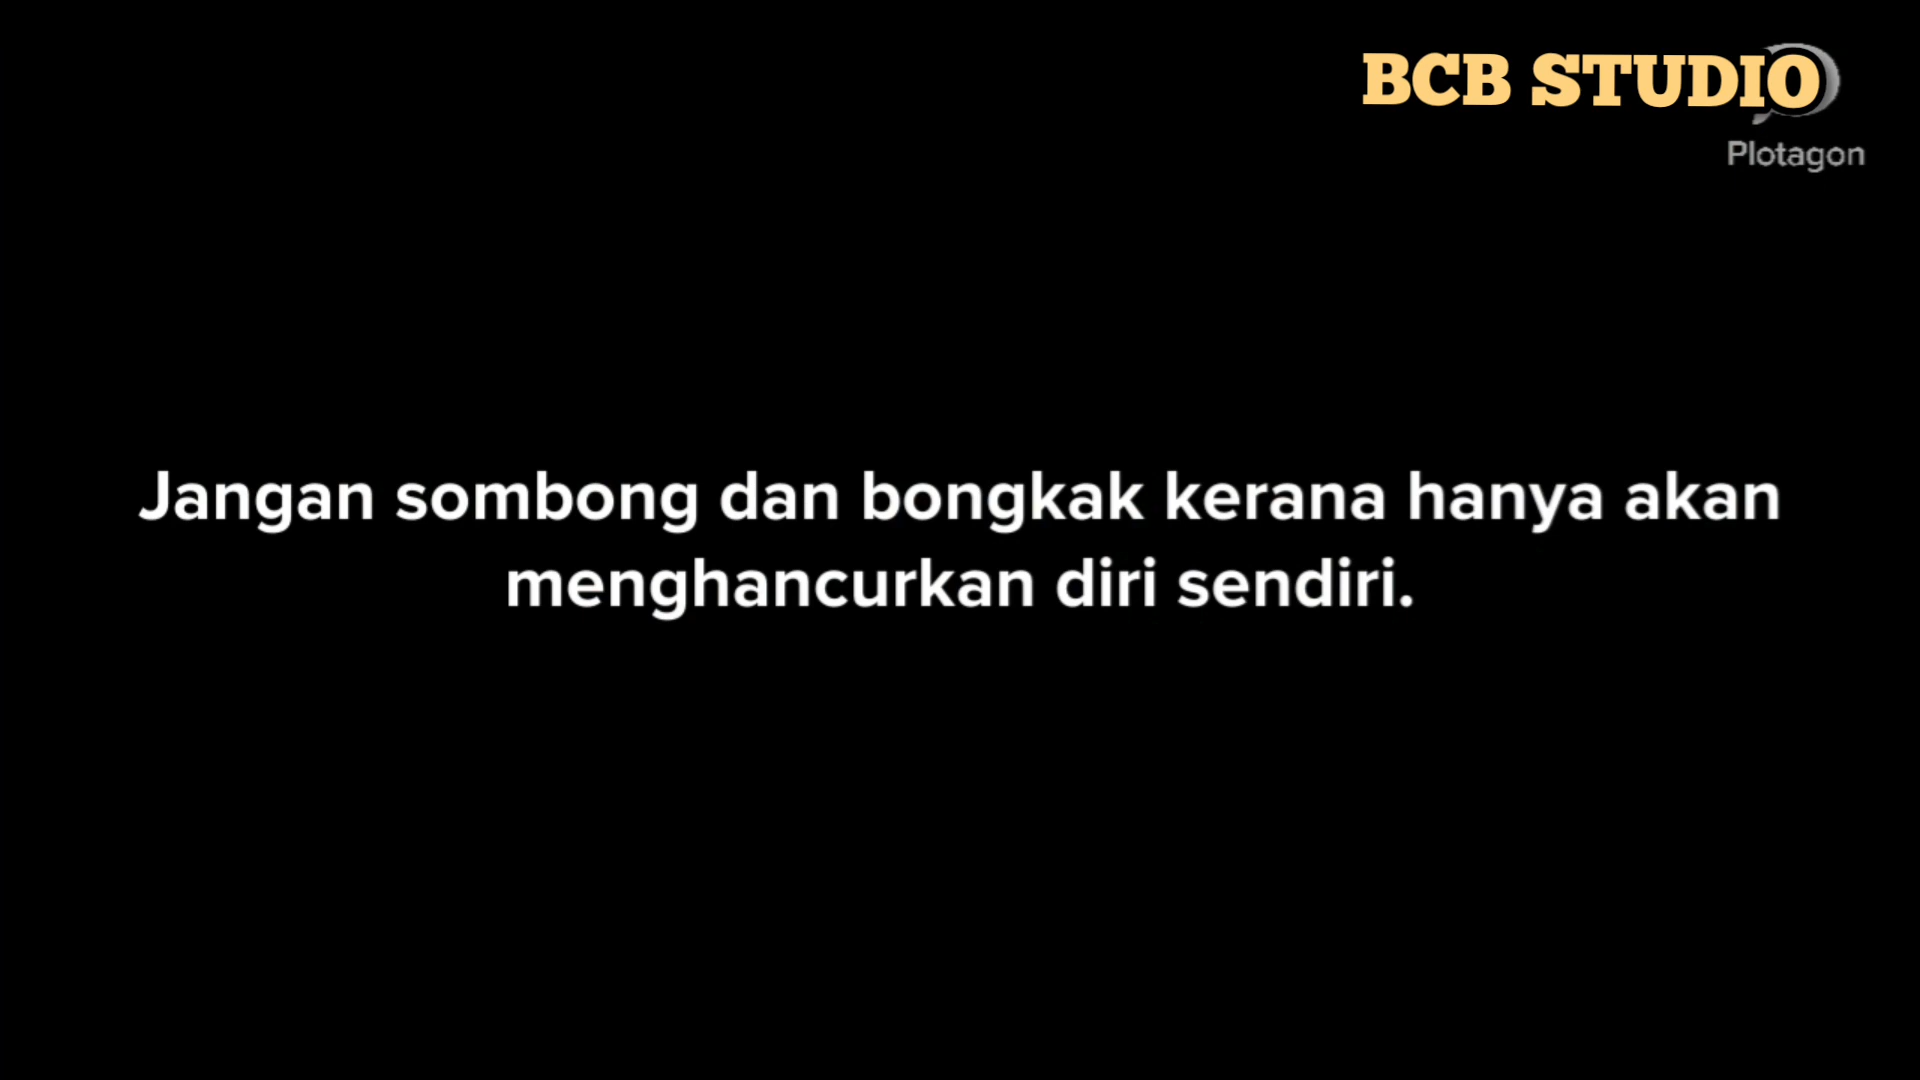 BCB STUDIO
Plotagon
Jangan sombong dan bongkak kerana hanya akan
menghancurkan diri sendiri.